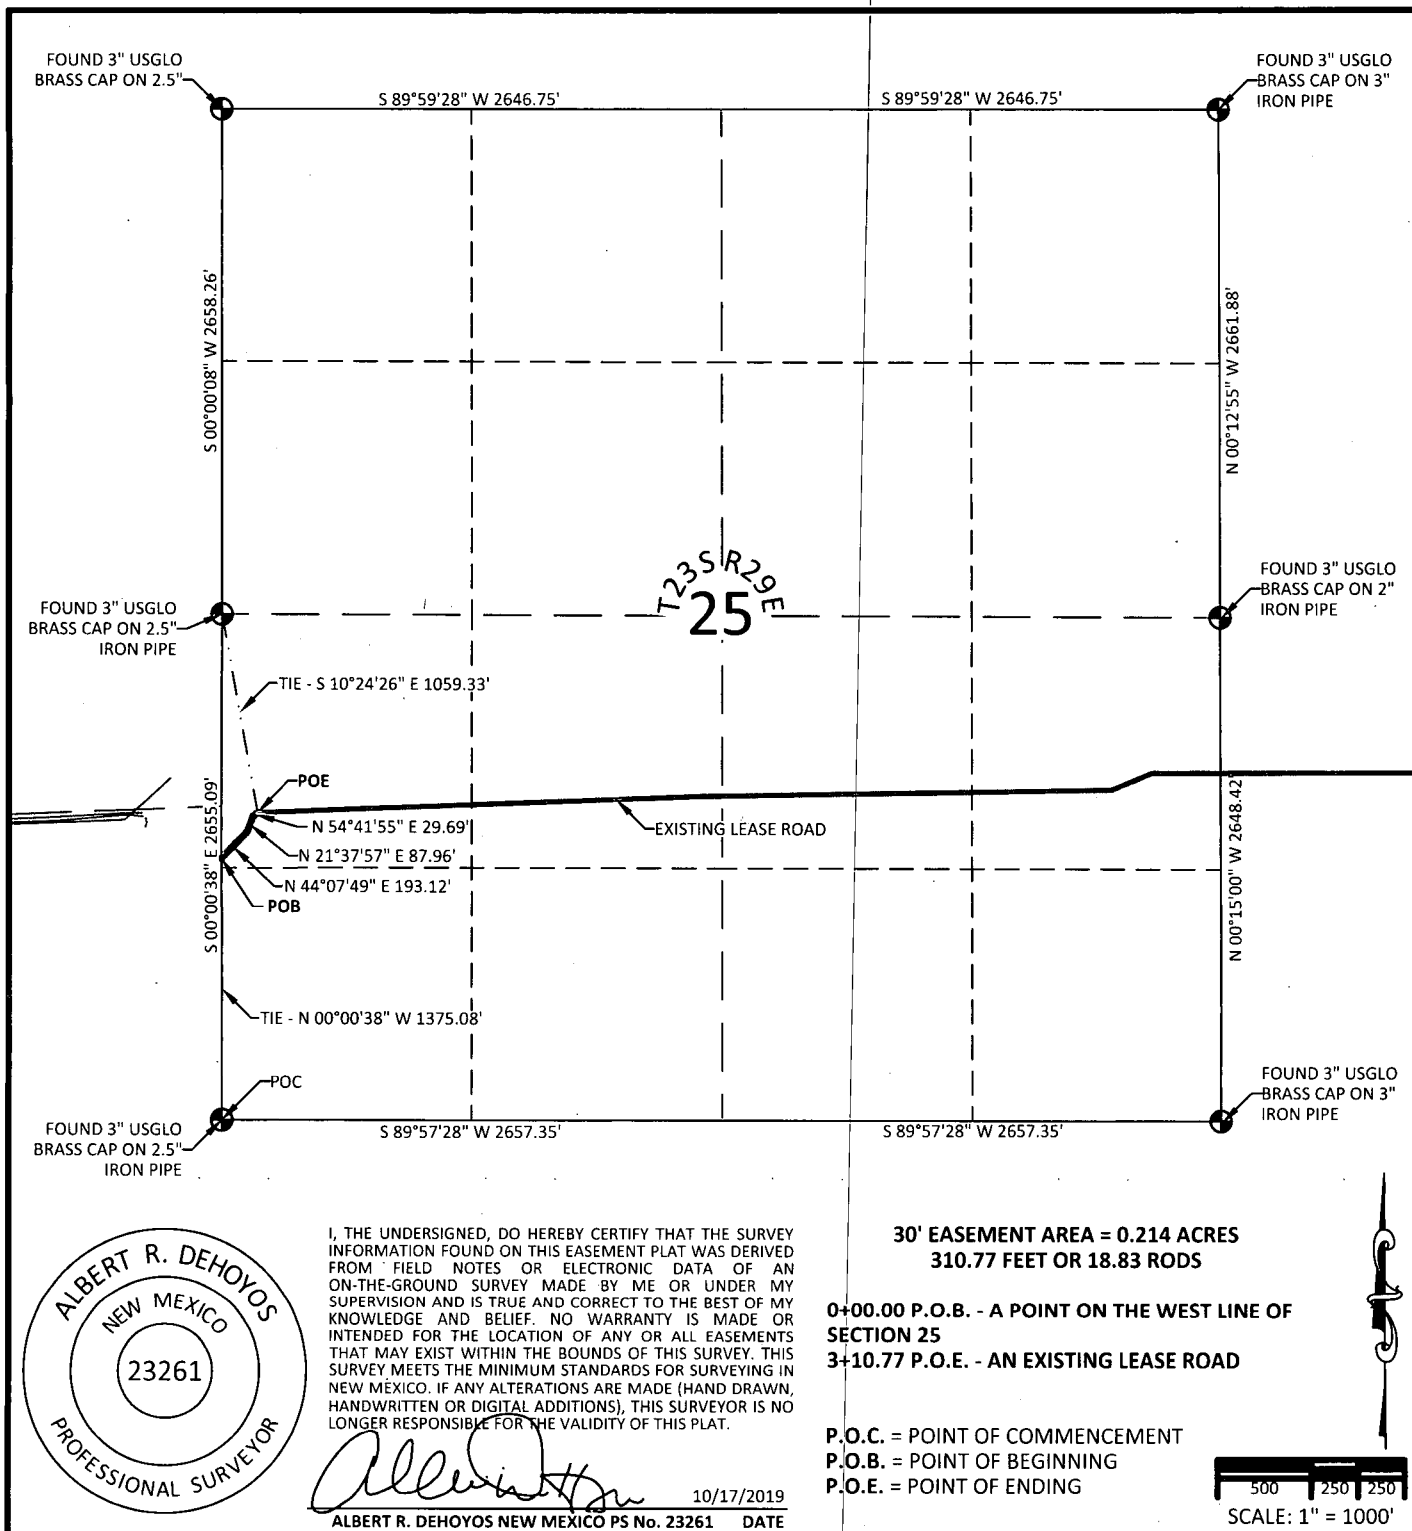 FOUND 3" USGLO
BRASS CAP ON 2.5"
FOUND 3" USGLO
BRASS CAP ON 3"
IRON PIPE
S 89°59'28" W 2646.75'
S 89°59'28" W 2646.75'
S 00°00'08" W 2658.26'
N 00°12'55" W 2661.88'
T23S R29E
25
FOUND 3" USGLO
BRASS CAP ON 2.5"
IRON PIPE
FOUND 3" USGLO
BRASS CAP ON 2"
IRON PIPE
TIE - S 10°24'26" E 1059.33'
POE
N 54°41'55" E 29.69'
EXISTING LEASE ROAD
N 21°37'57" E 87.96'
N 44°07'49" E 193.12'
POB
S 00°00'38" E 2655.09'
N 00°15'00" W 2648.42'
TIE - N 00°00'38" W 1375.08'
POC
FOUND 3" USGLO
BRASS CAP ON 2.5"
IRON PIPE
FOUND 3" USGLO
BRASS CAP ON 3"
IRON PIPE
S 89°57'28" W 2657.35'
S 89°57'28" W 2657.35'
ALBERT R. DEHOYOS
NEW MEXICO
23261
PROFESSIONAL SURVEYOR
I, THE UNDERSIGNED, DO HEREBY CERTIFY THAT THE SURVEY
INFORMATION FOUND ON THIS EASEMENT PLAT WAS DERIVED
FROM FIELD NOTES OR ELECTRONIC DATA OF AN
ON-THE-GROUND SURVEY MADE BY ME OR UNDER MY
SUPERVISION AND IS TRUE AND CORRECT TO THE BEST OF MY
KNOWLEDGE AND BELIEF. NO WARRANTY IS MADE OR
INTENDED FOR THE LOCATION OF ANY OR ALL EASEMENTS
THAT MAY EXIST WITHIN THE BOUNDS OF THIS SURVEY. THIS
SURVEY MEETS THE MINIMUM STANDARDS FOR SURVEYING IN
NEW MEXICO. IF ANY ALTERATIONS ARE MADE (HAND DRAWN,
HANDWRITTEN OR DIGITAL ADDITIONS), THIS SURVEYOR IS NO
LONGER RESPONSIBLE FOR THE VALIDITY OF THIS PLAT.
10/17/2019
ALBERT R. DEHOYOS NEW MEXICO PS No. 23261 DATE
30' EASEMENT AREA = 0.214 ACRES
310.77 FEET OR 18.83 RODS
0+00.00 P.O.B. - A POINT ON THE WEST LINE OF
SECTION 25
3+10.77 P.O.E. - AN EXISTING LEASE ROAD
P.O.C. = POINT OF COMMENCEMENT
P.O.B. = POINT OF BEGINNING
P.O.E. = POINT OF ENDING
500 250 250
SCALE: 1" = 1000'